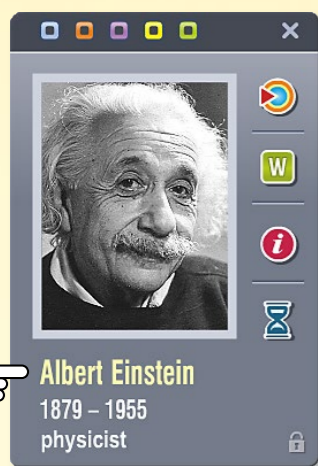 W
i
Albert Einstein
1879 – 1955
physicist